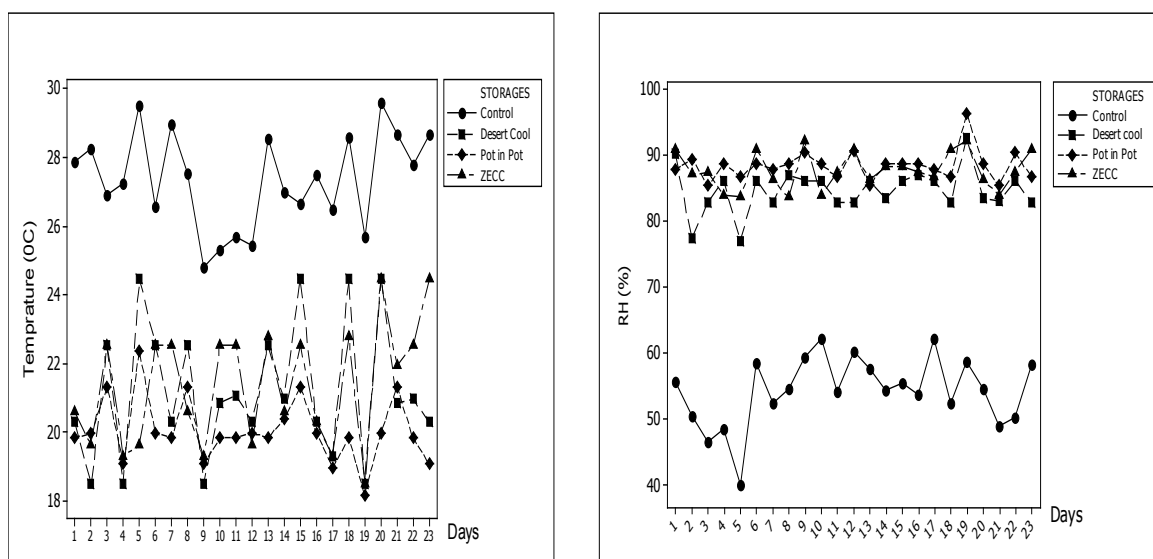 30
28
26
24
22
20
18
Temprature (0C)
1 2 3 4 5 6 7 8 9 10 11 12 13 14 15 16 17 18 19 20 21 22 23
Days
STORAGES
Control
Desert Cool
Pot in Pot
ZECC
100
90
80
70
60
50
40
RH (%)
1 2 3 4 5 6 7 8 9 10 11 12 13 14 15 16 17 18 19 20 21 22 23
Days
STORAGES
Control
Desert cool
Pot in Pot
ZECC